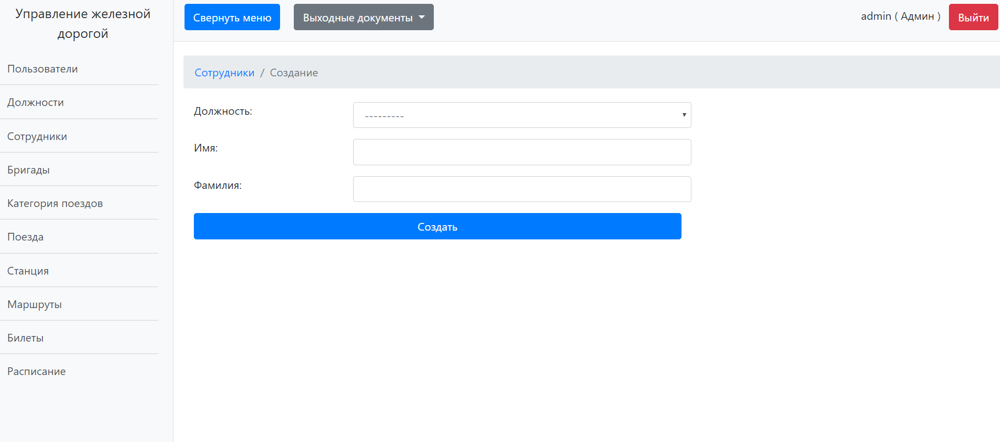 Управление железной
дорогой
Пользователи
Должности
Сотрудники
Бригады
Категория поездов
Поезда
Станция
Маршруты
Билеты
Расписание
Свернуть меню
Выходные документы
admin ( Админ )
Выйти
Сотрудники / Создание
Должность:
---------
Имя:
Фамилия:
Создать